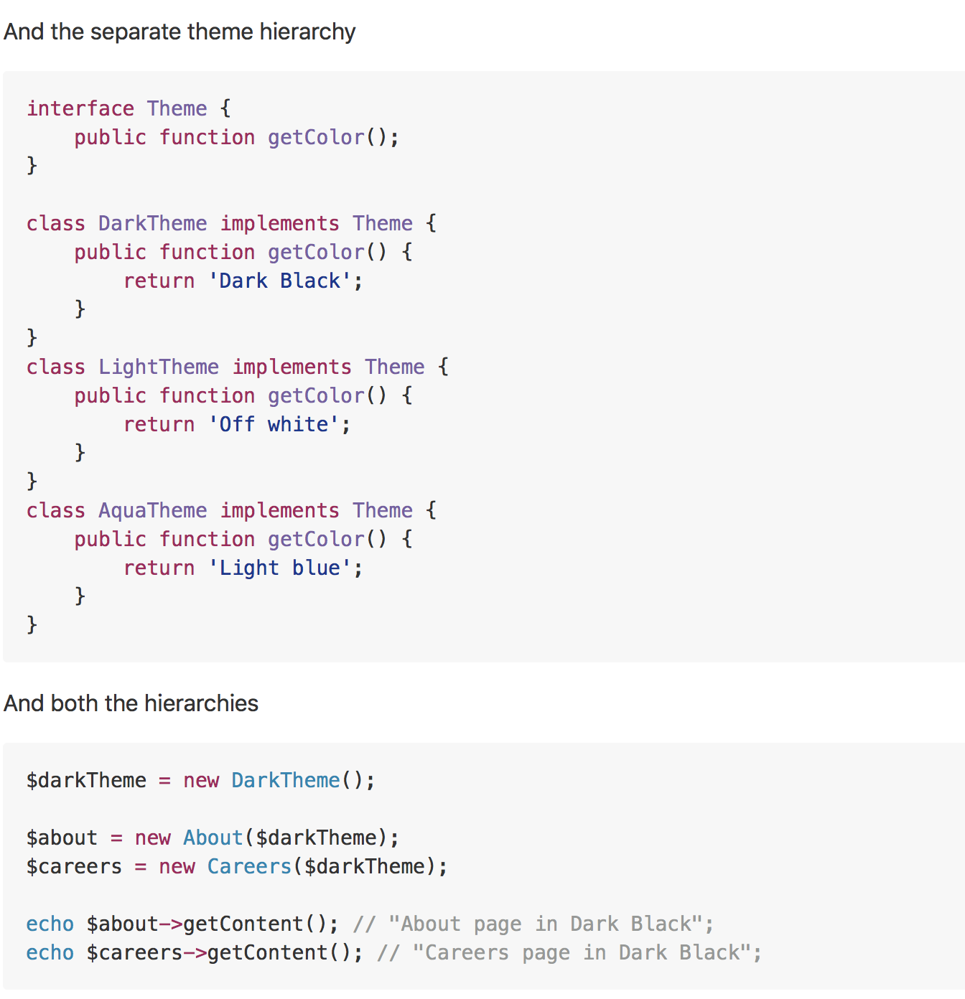 And the separate theme hierarchy
interface Theme {
    public function getColor();
}
class DarkTheme implements Theme {
    public function getColor() {
        return 'Dark Black';
    }
}
class LightTheme implements Theme {
    public function getColor() {
        return 'Off white';
    }
}
class AquaTheme implements Theme {
    public function getColor() {
        return 'Light blue';
    }
}
And both the hierarchies
$darkTheme = new DarkTheme();
$about = new About($darkTheme);
$careers = new Careers($darkTheme);
echo $about->getContent(); // "About page in Dark Black";
echo $careers->getContent(); // "Careers page in Dark Black";